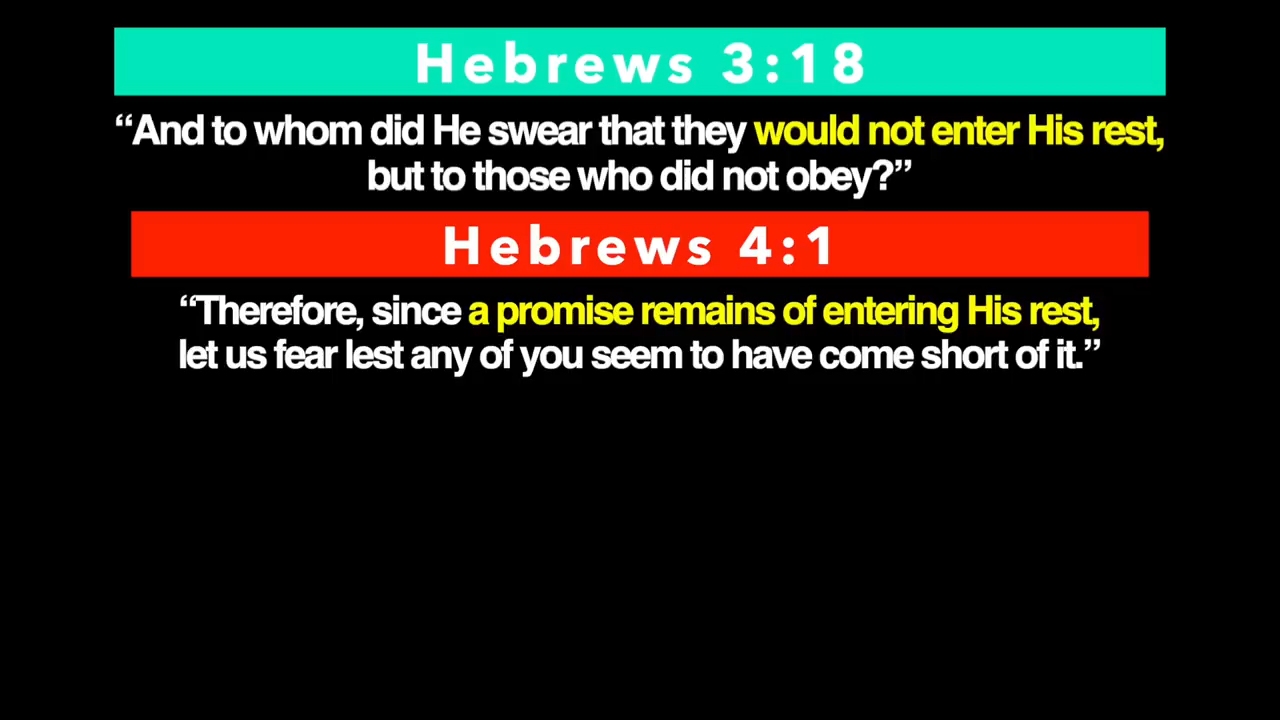 Hebrews 3:18
“And to whom did He swear that they would not enter His rest,
but to those who did not obey?”
Hebrews 4:1
“Therefore, since a promise remains of entering His rest,
let us fear lest any of you seem to have come short of it.”